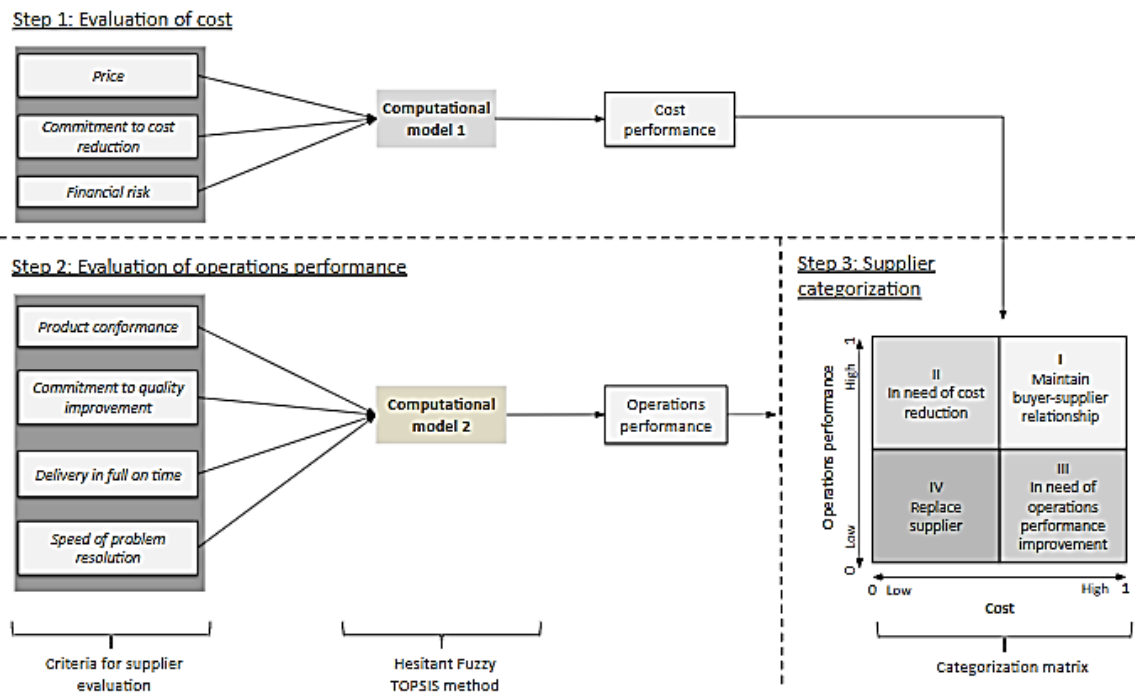 Step 1: Evaluation of cost
Price
Commitment to cost
reduction
Financial risk
Computational
model 1
Cost
performance
Step 2: Evaluation of operations performance
Product conformance
Commitment to quality
improvement
Delivery in full on time
Speed of problem
resolution
Computational
model 2
Operations
performance
Step 3: Supplier
categorization
Operations performance
1
High
Low
0
II
In need of cost
reduction
I
Maintain
buyer-supplier
relationship
IV
Replace
supplier
III
In need of
operations
performance
improvement
0 Low
High 1
Cost
Criteria for supplier
evaluation
Hesitant Fuzzy
TOPSIS method
Categorization matrix